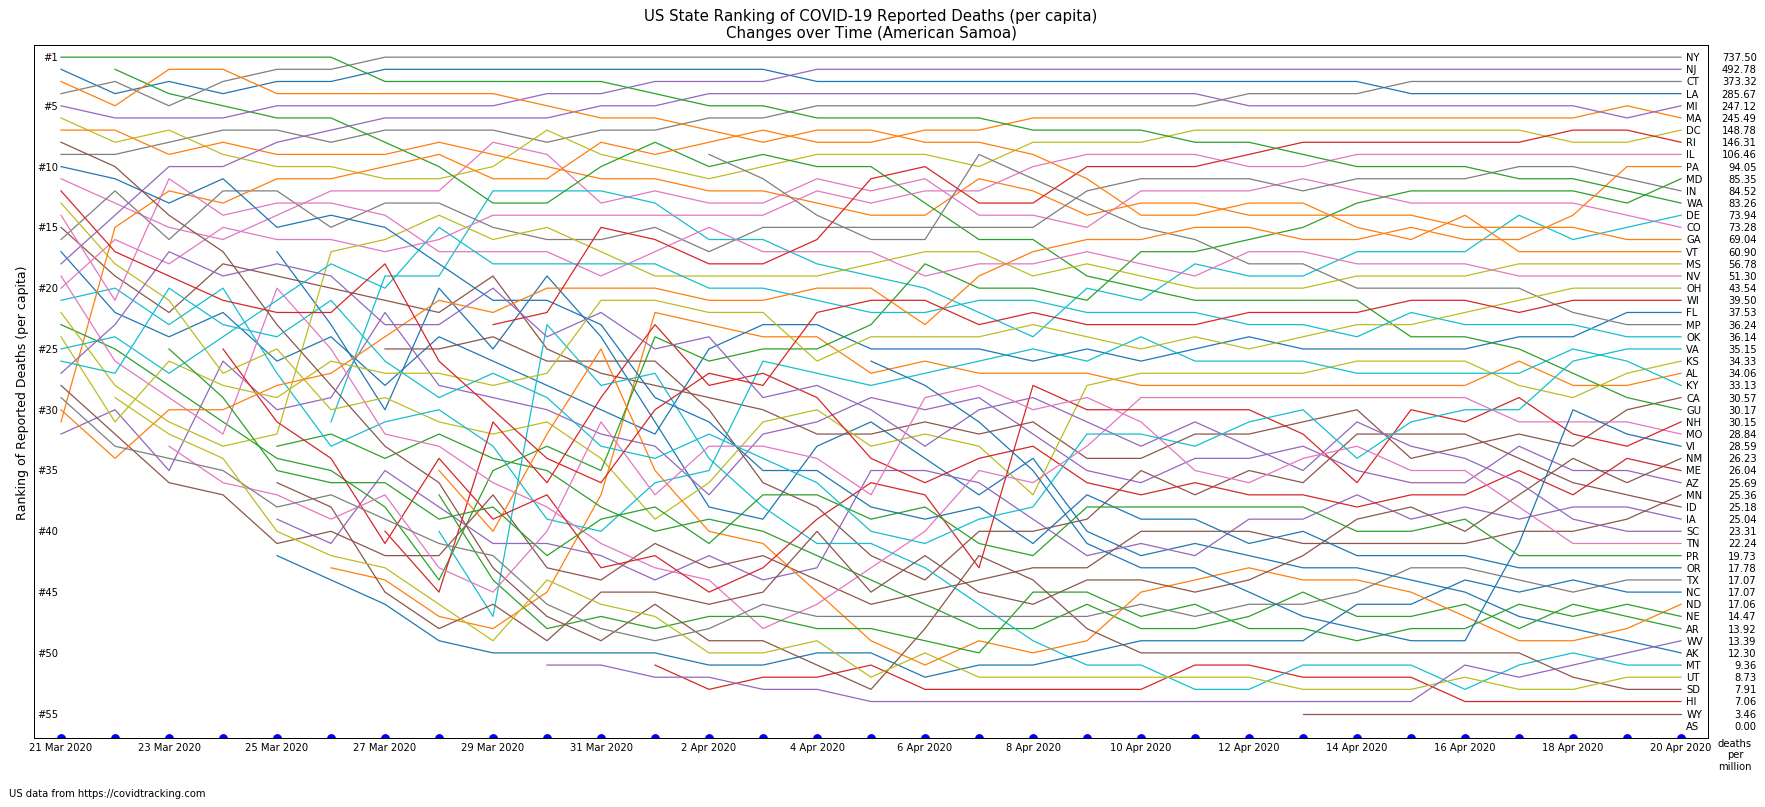 US State Ranking of COVID-19 Reported Deaths (per capita)
Changes over Time (American Samoa)
Ranking of Reported Deaths (per capita)
#1
#5
#10
#15
#20
#25
#30
#35
#40
#45
#50
#55
NY 737.50
NJ 492.78
CT 373.32
LA 285.67
MI 247.12
MA 245.49
DC 148.78
RI 146.31
IL 106.46
PA 94.05
MD 85.35
IN 84.52
WA 83.26
DE 73.94
CO 73.28
GA 69.04
VT 60.90
MS 56.78
NV 51.30
OH 43.54
WI 39.50
FL 37.53
MP 36.24
OK 36.14
VA 35.15
KS 34.33
AL 34.06
KY 33.13
CA 30.57
GU 30.17
NH 30.15
MO 28.84
VI 28.59
NM 26.23
ME 26.04
AZ 25.69
MN 25.36
ID 25.18
IA 25.04
SC 23.31
TN 22.24
PR 19.73
OR 17.78
TX 17.07
NC 17.07
ND 17.06
NE 14.47
AR 13.92
WV 13.39
AK 12.30
MT 9.36
UT 8.73
SD 7.91
HI 7.06
WY 3.46
AS 0.00
21 Mar 2020 23 Mar 2020 25 Mar 2020 27 Mar 2020 29 Mar 2020 31 Mar 2020 2 Apr 2020 4 Apr 2020 6 Apr 2020 8 Apr 2020 10 Apr 2020 12 Apr 2020 14 Apr 2020 16 Apr 2020 18 Apr 2020 20 Apr 2020
deaths
per
million
US data from https://covidtracking.com